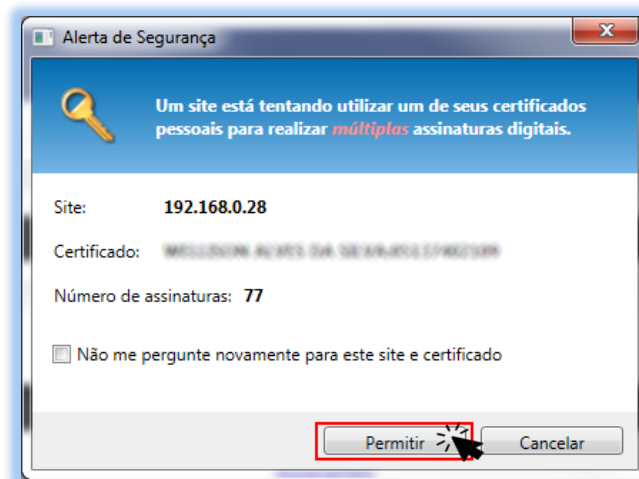 Alerta de Segurança
Um site está tentando utilizar um de seus certificados
pessoais para realizar múltiplas assinaturas digitais.
Site: 192.168.0.28
Certificado:
Número de assinaturas: 77
Não me pergunte novamente para este site e certificado
Permitir Cancelar